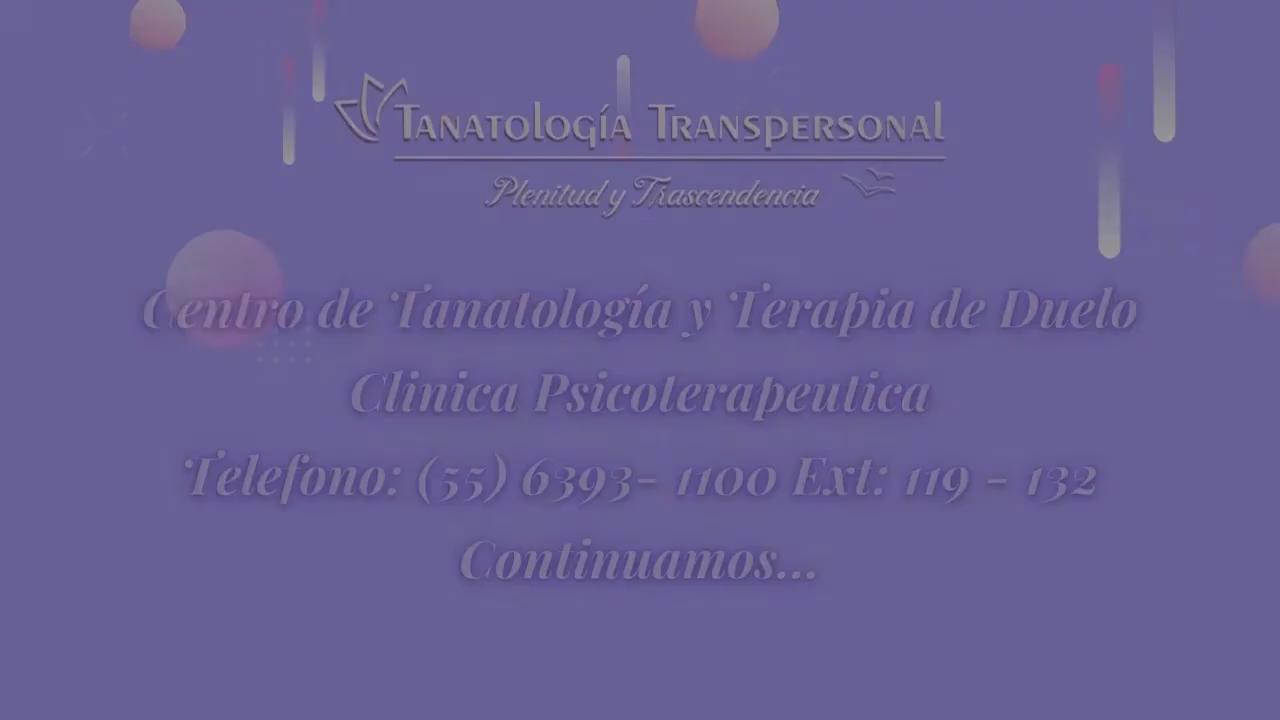 Tanatología Transpersonal
Plenitud y Trascendencia
Centro de Tanatología y Terapia de Duelo
Clinica Psicoterapeutica
Telefono: (55) 6393- 1100 Ext: 119 - 132
Continuamos...